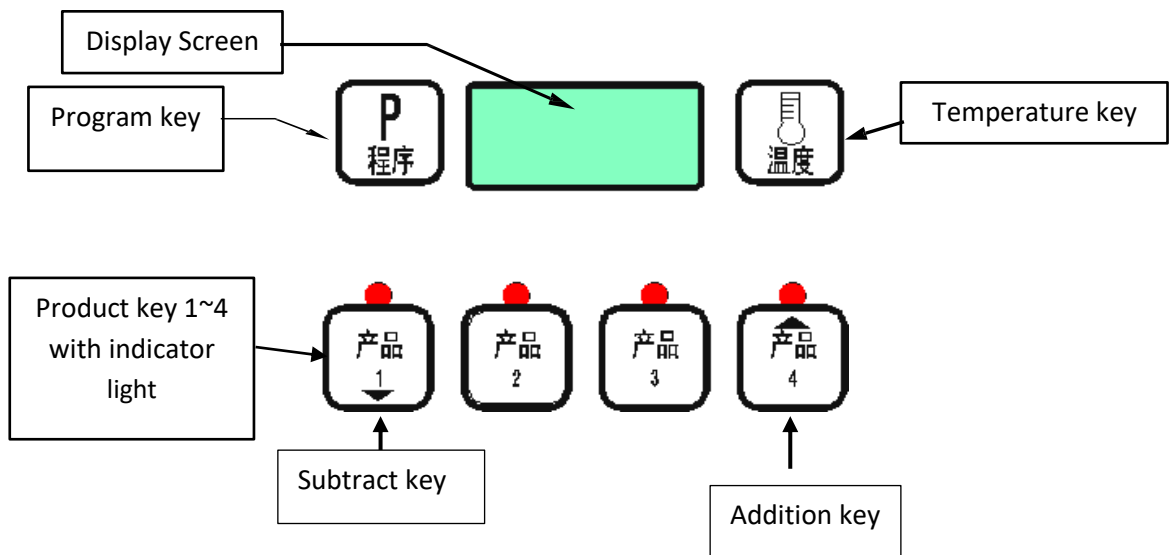 Display Screen
Program key
P
程序
温度
Temperature key
Product key 1~4
with indicator
light
产品
1
产品
2
产品
3
产品
4
Subtract key
Addition key